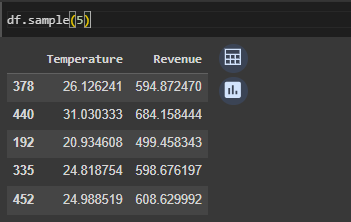 df.sample(5)
Temperature Revenue
378 26.126241 594.872470
440 31.030333 684.158444
192 20.934608 499.458343
335 24.818754 598.676197
452 24.988519 608.629992